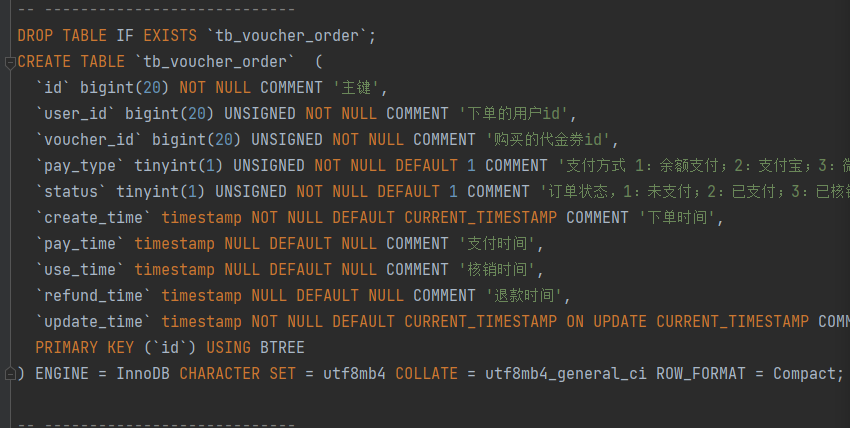 -- ----------------------------
DROP TABLE IF EXISTS `tb_voucher_order`;
CREATE TABLE `tb_voucher_order`  (
  `id` bigint(20) NOT NULL COMMENT '主键',
  `user_id` bigint(20) UNSIGNED NOT NULL COMMENT '下单的用户id',
  `voucher_id` bigint(20) UNSIGNED NOT NULL COMMENT '购买的代金券id',
  `pay_type` tinyint(1) UNSIGNED NOT NULL DEFAULT 1 COMMENT '支付方式 1：余额支付；2：支付宝；3：微
  `status` tinyint(1) UNSIGNED NOT NULL DEFAULT 1 COMMENT '订单状态，1：未支付；2：已支付；3：已核销
  `create_time` timestamp NOT NULL DEFAULT CURRENT_TIMESTAMP COMMENT '下单时间',
  `pay_time` timestamp NULL DEFAULT NULL COMMENT '支付时间',
  `use_time` timestamp NULL DEFAULT NULL COMMENT '核销时间',
  `refund_time` timestamp NULL DEFAULT NULL COMMENT '退款时间',
  `update_time` timestamp NOT NULL DEFAULT CURRENT_TIMESTAMP ON UPDATE CURRENT_TIMESTAMP COMM
  PRIMARY KEY (`id`) USING BTREE
) ENGINE = InnoDB CHARACTER SET = utf8mb4 COLLATE = utf8mb4_general_ci ROW_FORMAT = Compact;
-- ----------------------------